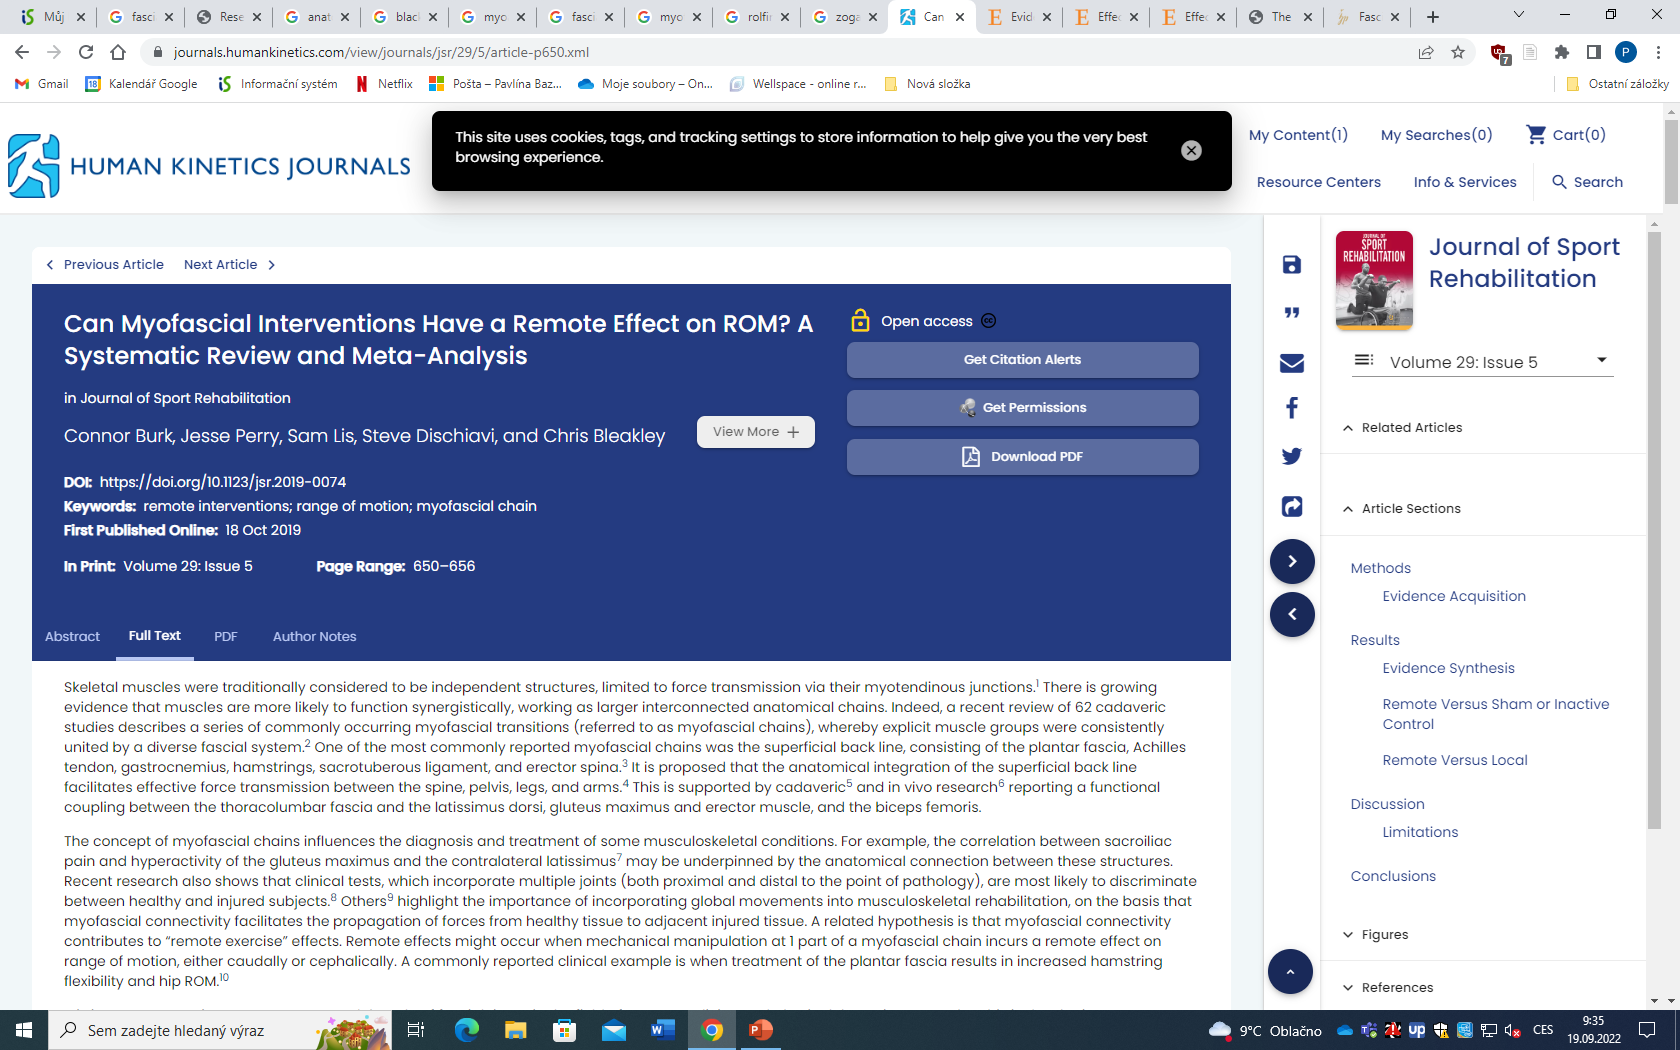 Můj
fasci
Rese
anat
blac
myo
fasci
myo
rolfi
zoga
Can
Evid
Effec
Effec
The
Fasc
journals.humankinetics.com/view/journals/jsr/29/5/article-p650.xml
7
P
Gmail
Kalendář Google
Informační systém
Netflix
Pošta – Pavlína Baz...
Moje soubory – On...
Wellspace - online r...
Nová složka
Ostatní záložky
HUMAN KINETICS JOURNALS
This site uses cookies, tags, and tracking settings to store information to help give you the very best
browsing experience.
My Content(1)
My Searches(0)
Cart(0)
Resource Centers
Info & Services
Search
Previous Article
Next Article
Can Myofascial Interventions Have a Remote Effect on ROM? A
Systematic Review and Meta-Analysis
in Journal of Sport Rehabilitation
Connor Burk, Jesse Perry, Sam Lis, Steve Dischiavi, and Chris Bleakley
View More +
DOI: https://doi.org/10.1123/jsr.2019-0074
Keywords: remote interventions; range of motion; myofascial chain
First Published Online: 18 Oct 2019
In Print: Volume 29: Issue 5
Page Range: 650–656
Open access
Get Citation Alerts
Get Permissions
Download PDF
Abstract
Full Text
PDF
Author Notes
Skeletal muscles were traditionally considered to be independent structures, limited to force transmission via their myotendinous junctions.1 There is growing
evidence that muscles are more likely to function synergistically, working as larger interconnected anatomical chains. Indeed, a recent review of 62 cadaveric
studies describes a series of commonly occurring myofascial transitions (referred to as myofascial chains), whereby explicit muscle groups were consistently
united by a diverse fascial system.2 One of the most commonly reported myofascial chains was the superficial back line, consisting of the plantar fascia, Achilles
tendon, gastrocnemius, hamstrings, sacrotuberous ligament, and erector spina.3 It is proposed that the anatomical integration of the superficial back line
facilitates effective force transmission between the spine, pelvis, legs, and arms.4 This is supported by cadaveric5 and in vivo research6 reporting a functional
coupling between the thoracolumbar fascia and the latissimus dorsi, gluteus maximus and erector muscle, and the biceps femoris.
The concept of myofascial chains influences the diagnosis and treatment of some musculoskeletal conditions. For example, the correlation between sacroiliac
pain and hyperactivity of the gluteus maximus and the contralateral latissimus7 may be underpinned by the anatomical connection between these structures.
Recent research also shows that clinical tests, which incorporate multiple joints (both proximal and distal to the point of pathology), are most likely to discriminate
between healthy and injured subjects.8 Others9 highlight the importance of incorporating global movements into musculoskeletal rehabilitation, on the basis that
myofascial connectivity facilitates the propagation of forces from healthy tissue to adjacent injured tissue. A related hypothesis is that myofascial connectivity
contributes to “remote exercise” effects. Remote effects might occur when mechanical manipulation at 1 part of a myofascial chain incurs a remote effect on
range of motion, either caudally or cephalically. A commonly reported clinical example is when treatment of the plantar fascia results in increased hamstring
flexibility and hip ROM.10
JOURNAL OF
SPORT
REHABILITATION
Journal of Sport
Rehabilitation
Volume 29: Issue 5
Related Articles
Article Sections
Methods
Evidence Acquisition
Results
Evidence Synthesis
Remote Versus Sham or Inactive
Control
Remote Versus Local
Discussion
Limitations
Conclusions
Figures
References
Sem zadejte hledaný výraz
9°C Oblačno
CES
9:35
19.09.2022